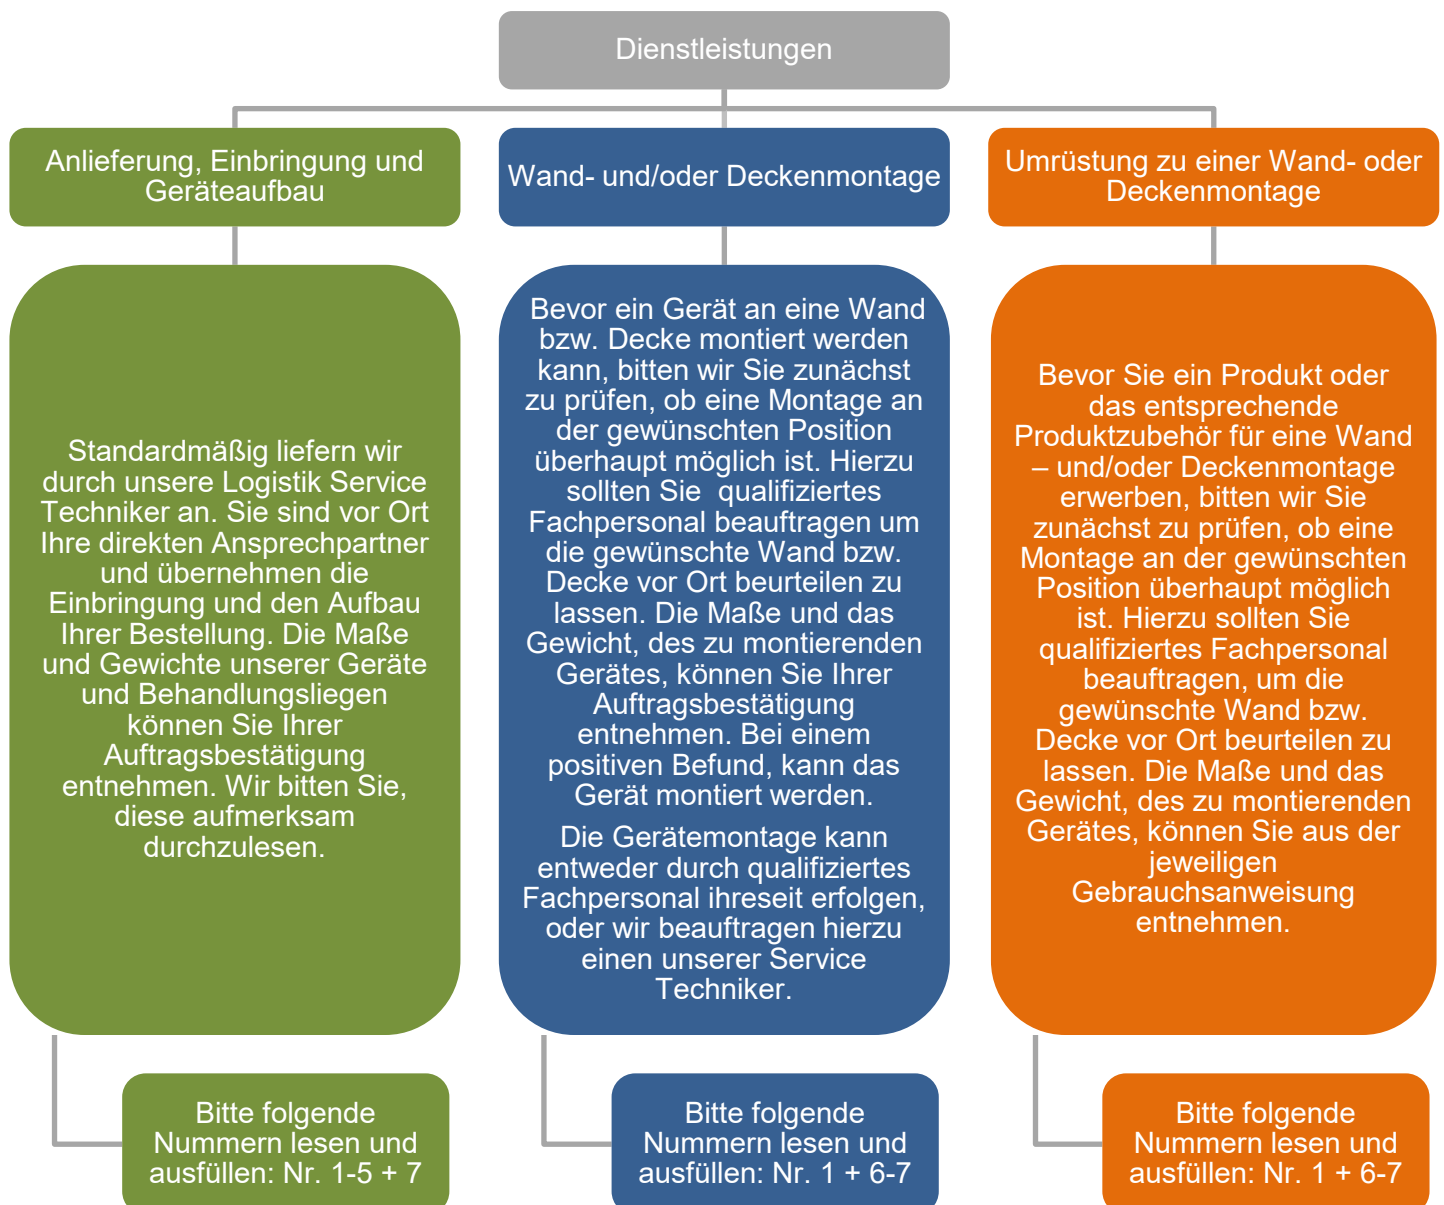 Dienstleistungen
Anlieferung, Einbringung und
Geräteaufbau
Standardmäßig liefern wir
durch unsere Logistik Service
Techniker an. Sie sind vor Ort
Ihre direkten Ansprechpartner
und übernehmen die
Einbringung und den Aufbau
Ihrer Bestellung. Die Maße
und Gewichte unserer Geräte
und Behandlungsliegen
können Sie Ihrer
Auftragsbestätigung
entnehmen. Wir bitten Sie,
diese aufmerksam
durchzulesen.
Bitte folgende
Nummern lesen und
ausfüllen: Nr. 1-5 + 7
Wand- und/oder Deckenmontage
Bevor ein Gerät an eine Wand
bzw. Decke montiert werden
kann, bitten wir Sie zunächst
zu prüfen, ob eine Montage an
der gewünschten Position
überhaupt möglich ist. Hierzu
sollten Sie  qualifiziertes
Fachpersonal beauftragen um
die gewünschte Wand bzw.
Decke vor Ort beurteilen zu
lassen. Die Maße und das
Gewicht, des zu montierenden
Gerätes, können Sie Ihrer
Auftragsbestätigung
entnehmen. Bei einem
positiven Befund, kann das
Gerät montiert werden.
Die Gerätemontage kann
entweder durch qualifiziertes
Fachpersonal ihreseit erfolgen,
oder wir beauftragen hierzu
einen unserer Service
Techniker.
Bitte folgende
Nummern lesen und
ausfüllen: Nr. 1 + 6-7
Umrüstung zu einer Wand- oder
Deckenmontage
Bevor Sie ein Produkt oder
das entsprechende
Produktzubehör für eine Wand
– und/oder Deckenmontage
erwerben, bitten wir Sie
zunächst zu prüfen, ob eine
Montage an der gewünschten
Position überhaupt möglich
ist. Hierzu sollten Sie
qualifiziertes Fachpersonal
beauftragen, um die
gewünschte Wand bzw.
Decke vor Ort beurteilen zu
lassen. Die Maße und das
Gewicht, des zu montierenden
Gerätes, können Sie aus der
jeweiligen
Gebrauchsanweisung
entnehmen.
Bitte folgende
Nummern lesen und
ausfüllen: Nr. 1 + 6-7